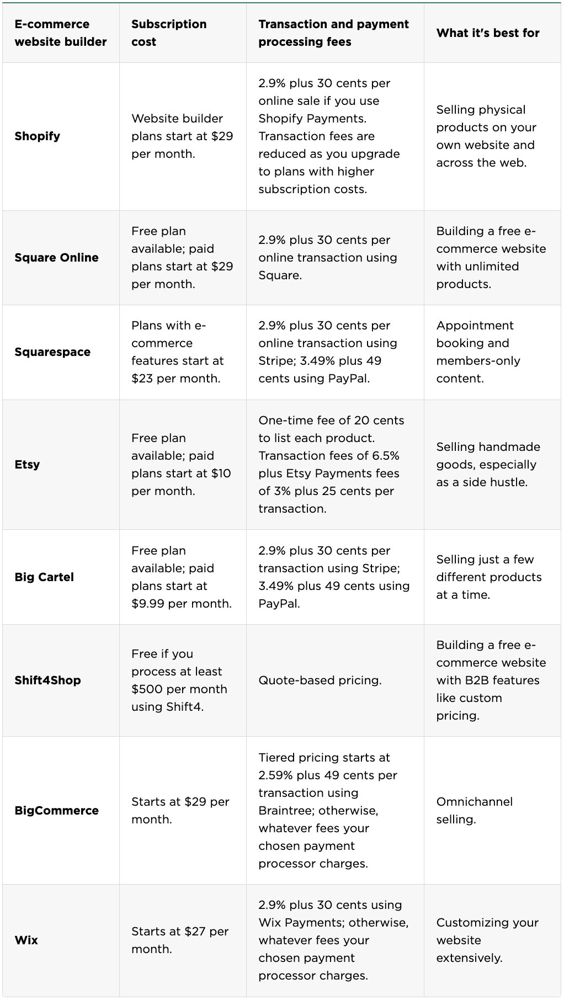 E-commerce
website builder
Subscription
cost
Transaction and payment
processing fees
What it's best for
Shopify
Website builder
plans start at $29
per month.
2.9% plus 30 cents per
online sale if you use
Shopify Payments.
Transaction fees are
reduced as you upgrade
to plans with higher
subscription costs.
Selling physical
products on your
own website and
across the web.
Square Online
Free plan
available; paid
plans start at $29
per month.
2.9% plus 30 cents per
online transaction using
Square.
Building a free e-
commerce website
with unlimited
products.
Squarespace
Plans with e-
commerce
features start at
$23 per month.
2.9% plus 30 cents per
online transaction using
Stripe; 3.49% plus 49
cents using PayPal.
Appointment
booking and
members-only
content.
Etsy
Free plan
available; paid
plans start at $10
per month.
One-time fee of 20 cents
to list each product.
Transaction fees of 6.5%
plus Etsy Payments fees
of 3% plus 25 cents per
transaction.
Selling handmade
goods, especially
as a side hustle.
Big Cartel
Free plan
available; paid
plans start at
$9.99 per month.
2.9% plus 30 cents per
transaction using Stripe;
3.49% plus 49 cents using
PayPal.
Selling just a few
different products
at a time.
Shift4Shop
Free if you
process at least
$500 per month
using Shift4.
Quote-based pricing.
Building a free e-
commerce website
with B2B features
like custom
pricing.
BigCommerce
Starts at $29 per
month.
Tiered pricing starts at
2.59% plus 49 cents per
transaction using
Braintree; otherwise,
whatever fees your
chosen payment
processor charges.
Omnichannel
selling.
Wix
Starts at $27 per
month.
2.9% plus 30 cents using
Wix Payments; otherwise,
whatever fees your
chosen payment
processor charges.
Customizing your
website
extensively.